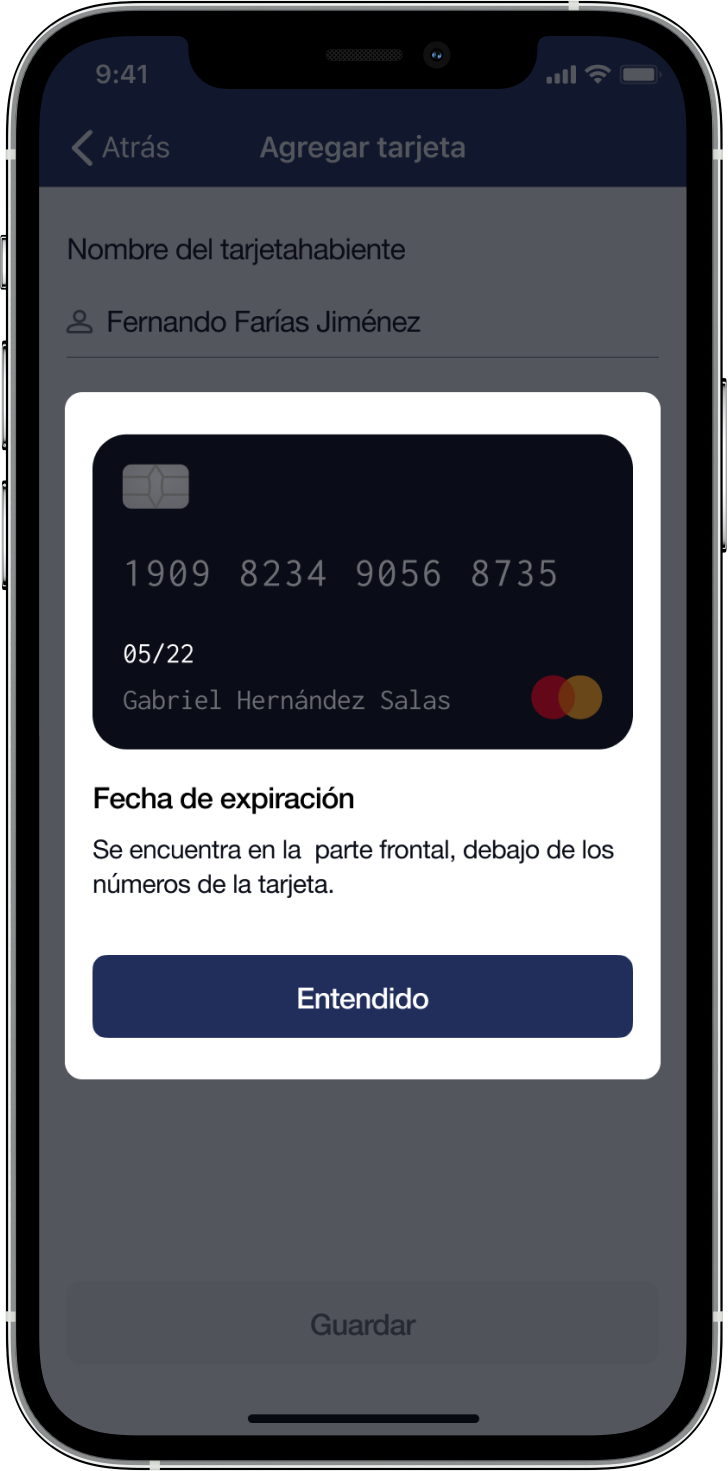 9:41
Atrás
Agregar tarjeta
Nombre del tarjetahabiente
Fernando Farías Jiménez
1909 8234 9056 8735
05/22
Gabriel Hernández Salas
Fecha de expiración
Se encuentra en la  parte frontal, debajo de los
números de la tarjeta.
Entendido
Guardar